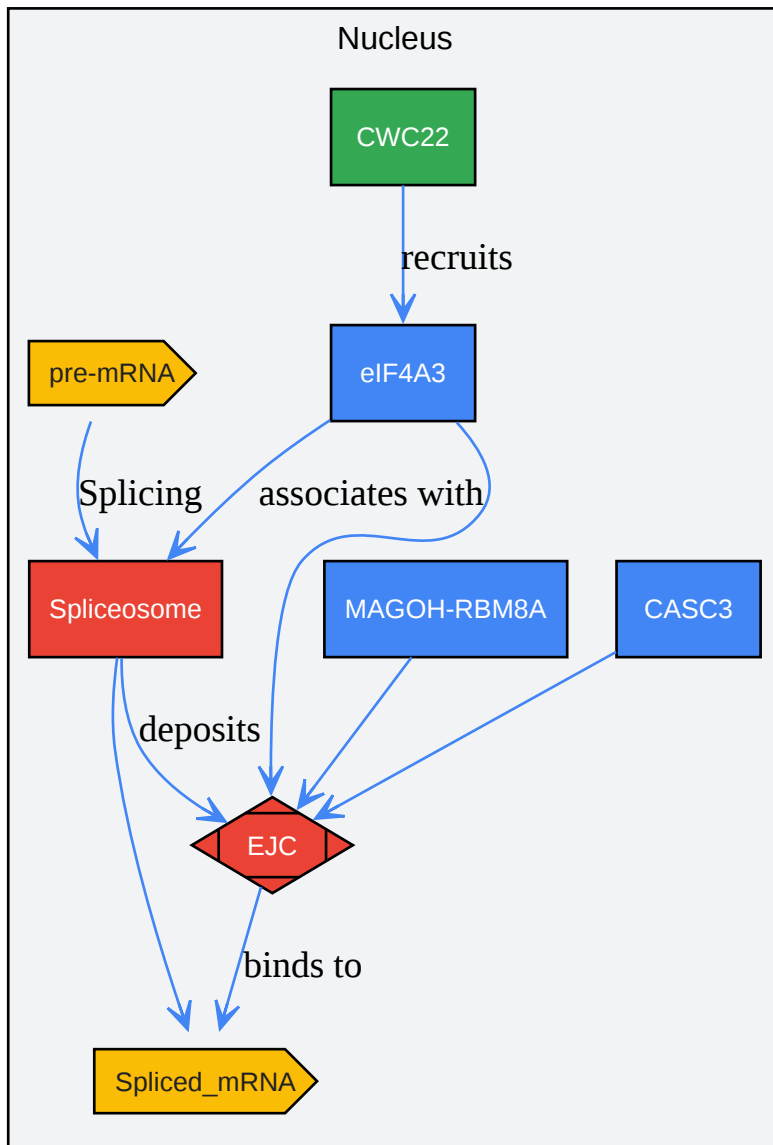 Nucleus
CWC22
recruits
pre-mRNA
eIF4A3
Splicing
associates with
Spliceosome
MAGOH-RBM8A
CASC3
deposits
EJC
binds to
Spliced_mRNA